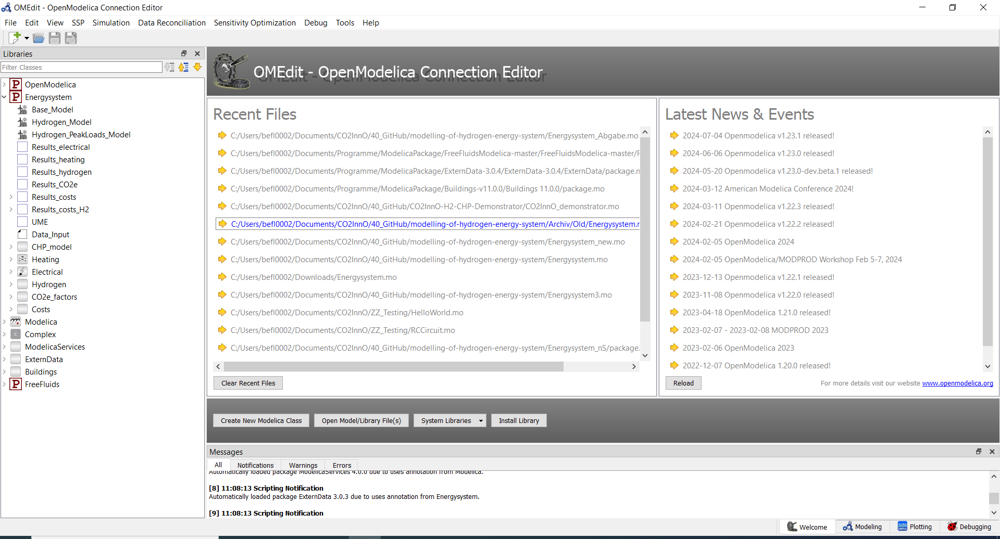 OMEdit - OpenModelica Connection Editor
File Edit View SSP Simulation Data Reconciliation Sensitivity Optimization Debug Tools Help
Libraries
Filter Classes
P OpenModelica
P Energysystem
Base_Model
Hydrogen_Model
Hydrogen_PeakLoads_Model
Results_electrical
Results_heating
Results_hydrogen
Results_CO2e
Results_costs
Results_costs_H2
UME
Data_Input
CHP_model
Heating
Electrical
Hydrogen
CO2e_factors
Costs
Modelica
C Complex
ModelicaServices
ExternData
Buildings
P FreeFluids
OMEdit - OpenModelica Connection Editor
Recent Files
C:/Users/befl0002/Documents/CO2InnO/40_GitHub/modelling-of-hydrogen-energy-system/Energysystem_Abgabe.mo
C:/Users/befl0002/Documents/Programme/ModelicaPackage/FreeFluidsModelica-master/FreeFluidsModelica-master/F
C:/Users/befl0002/Documents/Programme/ModelicaPackage/ExternData-3.0.4/ExternData-3.0.4/ExternData/package.m
C:/Users/befl0002/Documents/Programme/ModelicaPackage/Buildings-v11.0.0/Buildings 11.0.0/package.mo
C:/Users/befl0002/Documents/CO2InnO/40_GitHub/CO2InnO-H2-CHP-Demonstrator/CO2InnO_demonstrator.mo
C:/Users/befl0002/Documents/CO2InnO/40_GitHub/modelling-of-hydrogen-energy-system/Archiv/Old/Energysystem.m
C:/Users/befl0002/Documents/CO2InnO/40_GitHub/modelling-of-hydrogen-energy-system/Energysystem_new.mo
C:/Users/befl0002/Documents/CO2InnO/40_GitHub/modelling-of-hydrogen-energy-system/Energysystem.mo
C:/Users/befl0002/Downloads/Energysystem.mo
C:/Users/befl0002/Documents/CO2InnO/40_GitHub/modelling-of-hydrogen-energy-system/Energysystem3.mo
C:/Users/befl0002/Documents/CO2InnO/ZZ_Testing/HelloWorld.mo
C:/Users/befl0002/Documents/CO2InnO/ZZ_Testing/RCCircuit.mo
C:/Users/befl0002/Documents/CO2InnO/40_GitHub/modelling-of-hydrogen-energy-system/Energysystem_nS/package.
Clear Recent Files
Latest News & Events
2024-07-04 Openmodelica v1.23.1 released!
2024-06-06 Openmodelica v1.23.0 released!
2024-05-20 Openmodelica v1.23.0-dev.beta.1 released!
2024-03-12 American Modelica Conference 2024!
2024-03-11 Openmodelica v1.22.3 released!
2024-02-21 Openmodelica v1.22.2 released!
2024-02-05 OpenModelica 2024
2024-02-05 OpenModelica/MODPROD Workshop Feb 5-7, 2024
2023-12-13 Openmodelica v1.22.1 released!
2023-11-08 Openmodelica v1.22.0 released!
2023-04-18 OpenModelica 1.21.0 released!
2023-02-07 - 2023-02-08 MODPROD 2023
2023-02-06 OpenModelica 2023
2022-12-07 OpenModelica 1.20.0 released!
Reload
For more details visit our website www.openmodelica.org
Create New Modelica Class Open Model/Library File(s) System Libraries Install Library
Messages
All Notifications Warnings Errors
Automatically loaded package ModelicaServices 4.0.0 due to uses annotation from Modelica.
[8] 11:08:13 Scripting Notification
Automatically loaded package ExternData 3.0.3 due to uses annotation from Energysystem.
[9] 11:08:13 Scripting Notification
Welcome Modeling Plotting Debugging